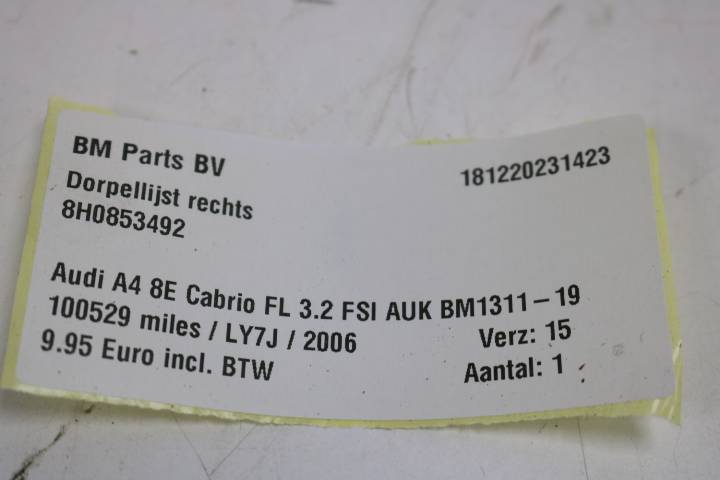 BM Parts BV
181220231423
Dorpellijst rechts
8H0853492
Audi A4 8E Cabrio FL 3.2 FSI AUK BM1311-19
100529 miles / LY7J / 2006
Verz: 15
9.95 Euro incl. BTW
Aantal: 1